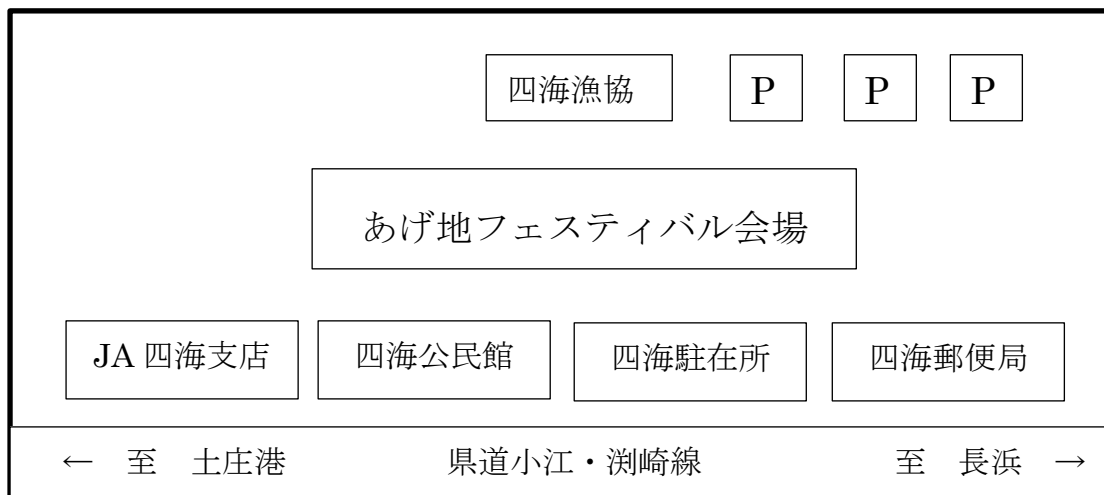 四海漁協 P P P
あげ地フェスティバル会場
JA 四海支店 四海公民館 四海駐在所 四海郵便局
← 至 土庄港 県道小江・渕崎線 至 長浜 →